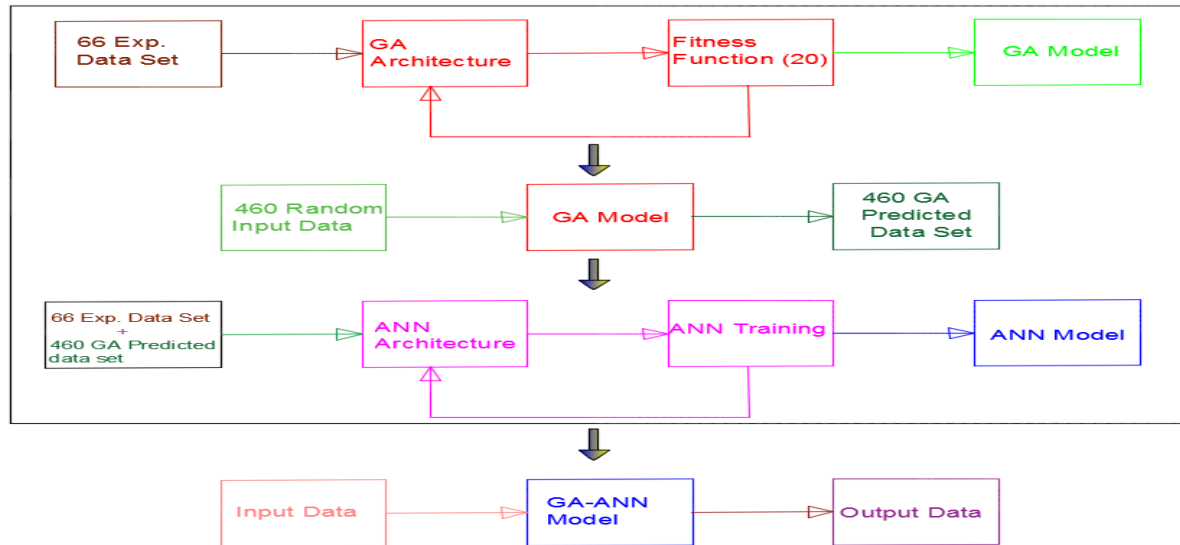 66 Exp.
Data Set
GA
Architecture
Fitness
Function (20)
GA Model
460 Random
Input Data
GA Model
460 GA
Predicted
Data Set
66 Exp. Data Set
+
460 GA Predicted
data set
ANN
Architecture
ANN Training
ANN Model
Input Data
GA-ANN
Model
Output Data